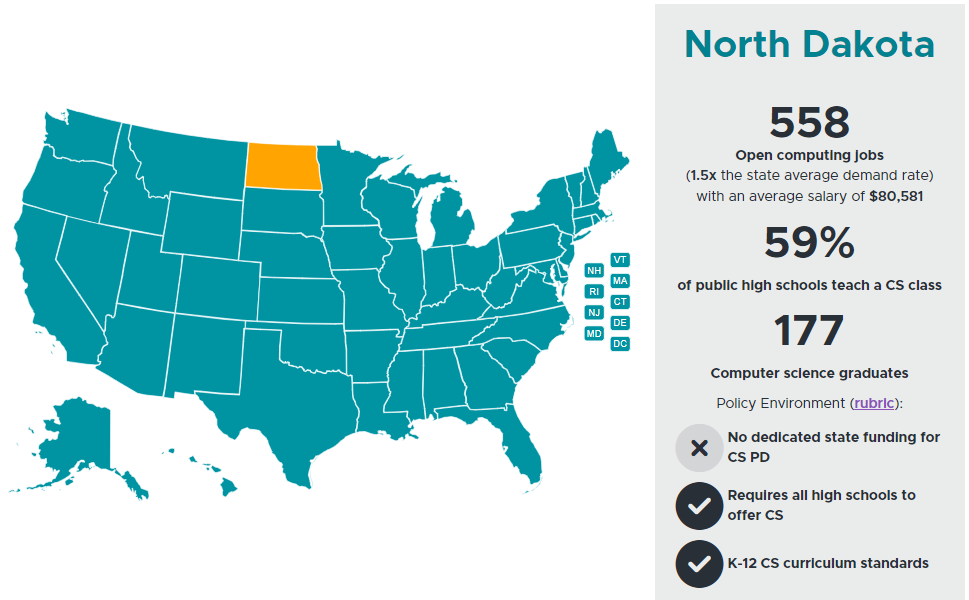 North Dakota
558
Open computing jobs
(1.5x the state average demand rate)
with an average salary of $80,581
59%
of public high schools teach a CS class
177
Computer science graduates
Policy Environment (rubric):
No dedicated state funding for
CS PD
Requires all high schools to
offer CS
K-12 CS curriculum standards
VT
NH
MA
RI
CT
NJ
DE
MD
DC